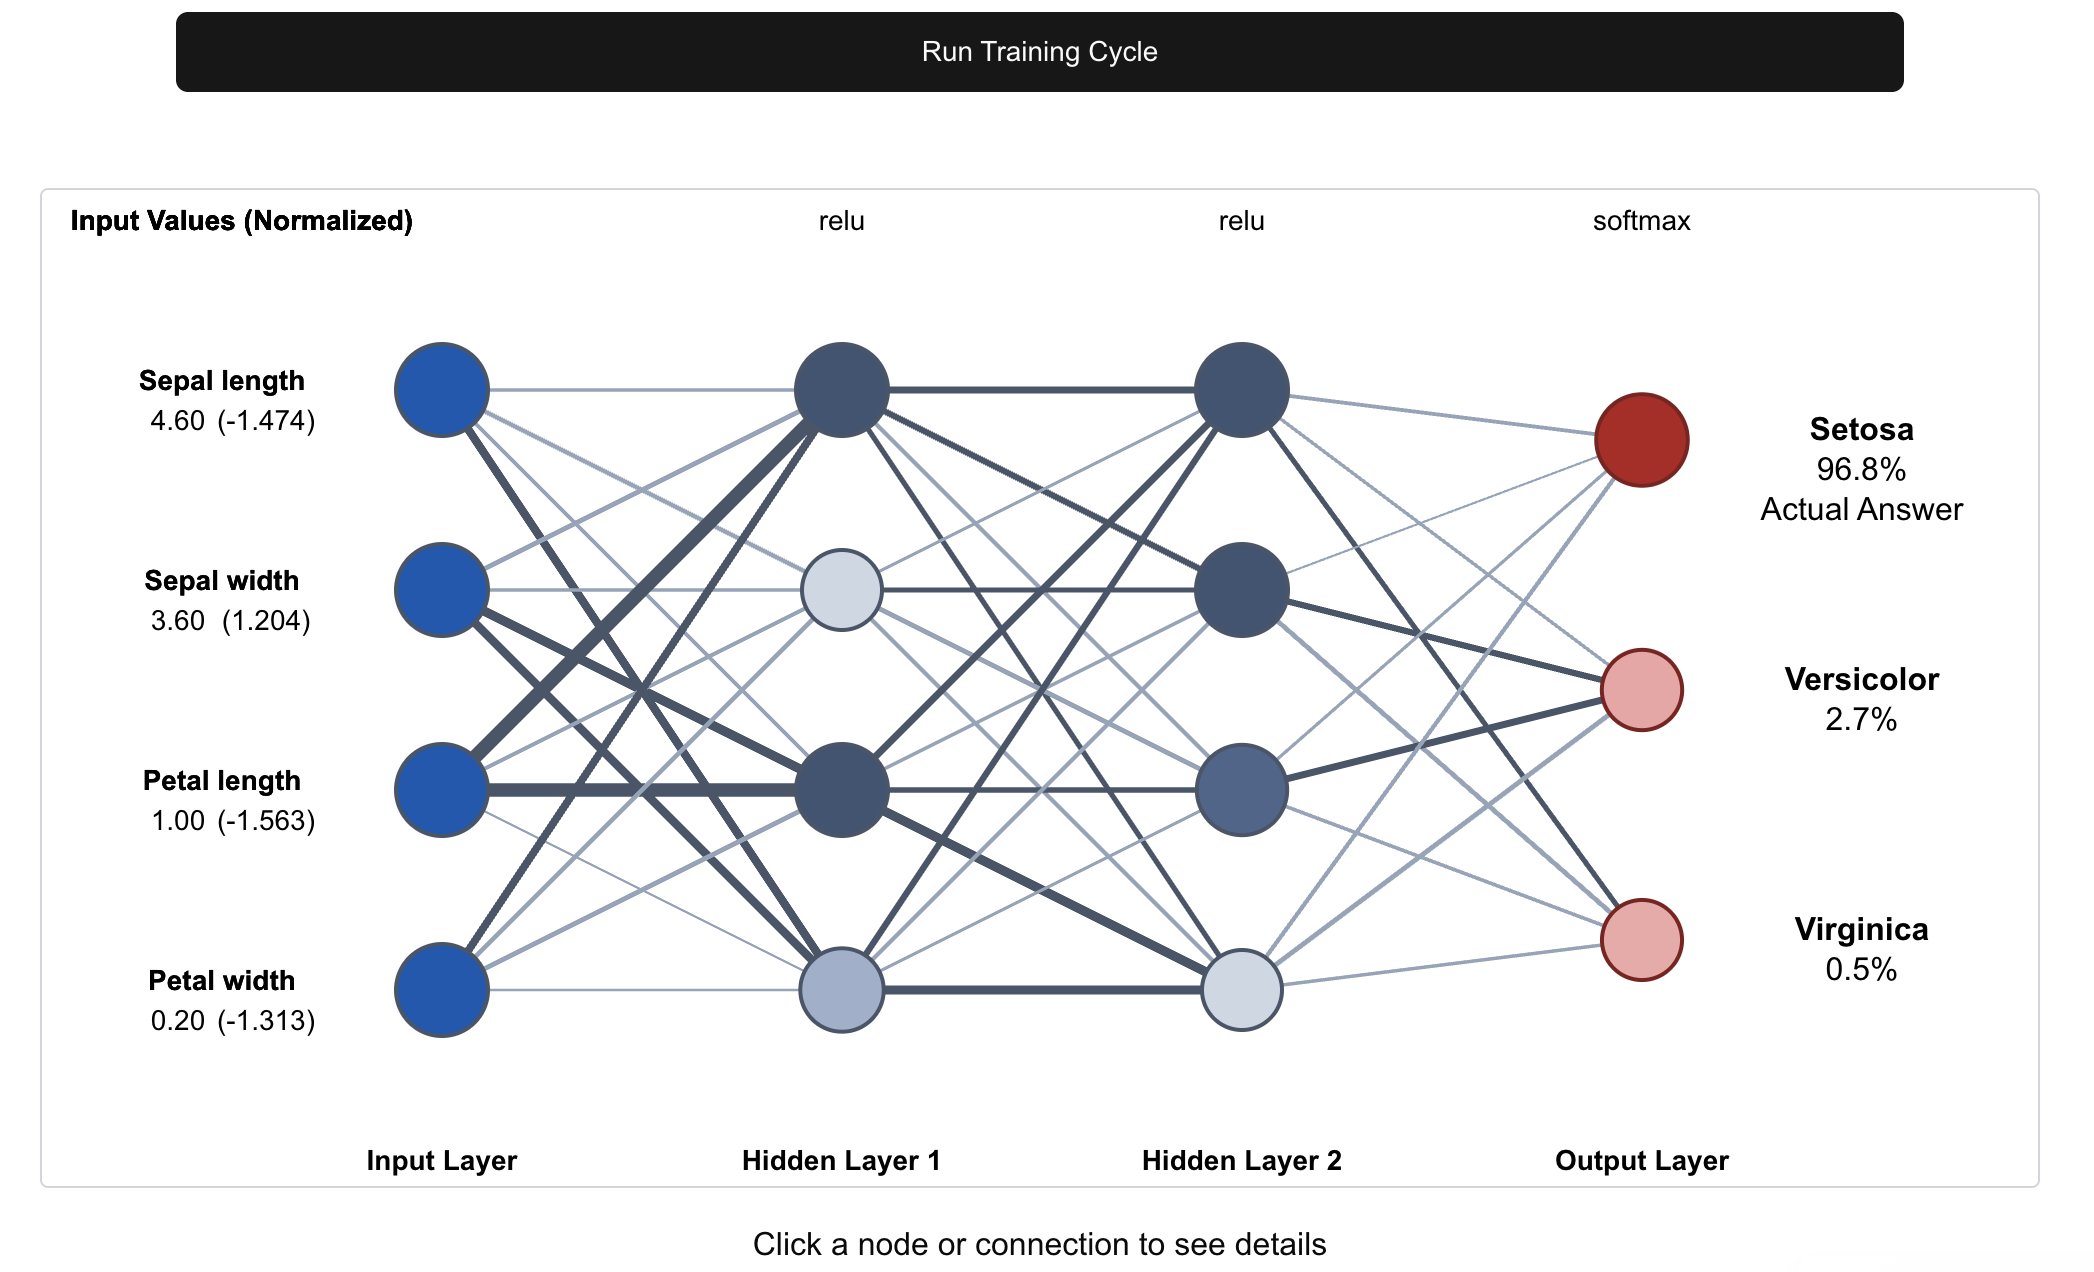 Run Training Cycle
Input Values (Normalized)
relu
relu
softmax
Sepal length
4.60 (-1.474)
Sepal width
3.60 (1.204)
Petal length
1.00 (-1.563)
Petal width
0.20 (-1.313)
Setosa
96.8%
Actual Answer
Versicolor
2.7%
Virginica
0.5%
Input Layer
Hidden Layer 1
Hidden Layer 2
Output Layer
Click a node or connection to see details